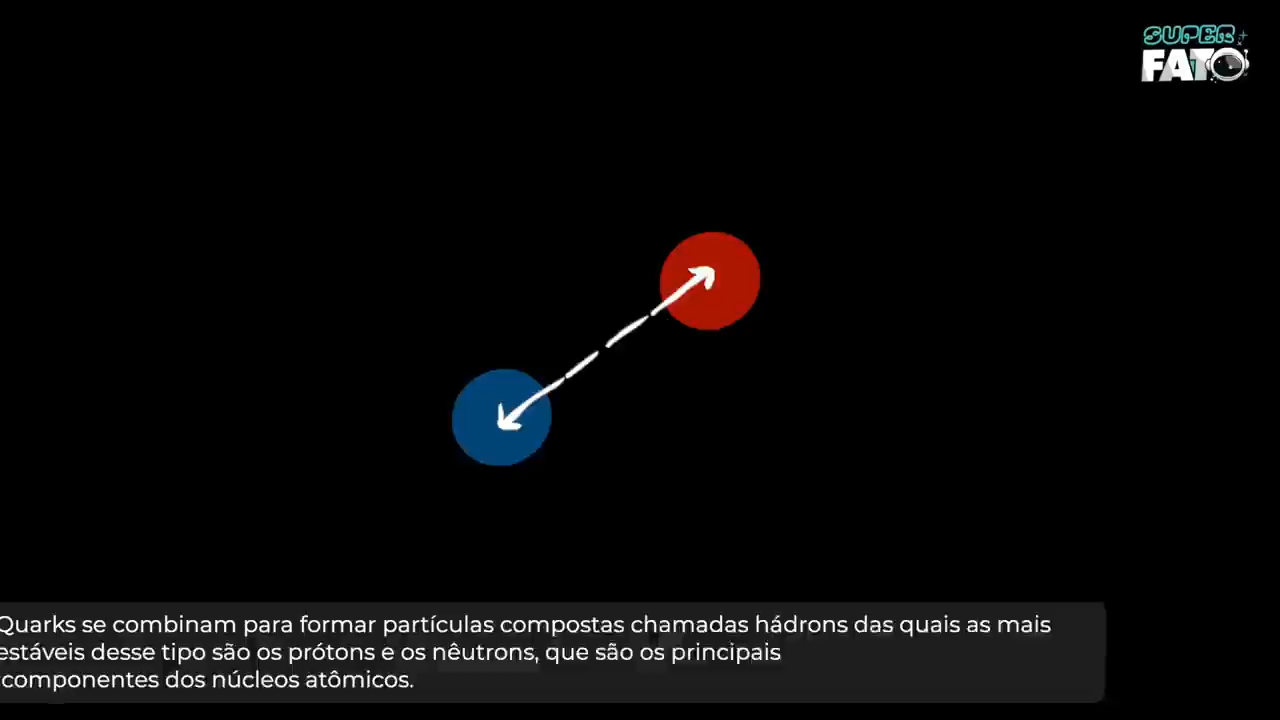 SUPER
FATO
Quarks se combinam para formar partículas compostas chamadas hádrons das quais as mais
estáveis desse tipo são os prótons e os nêutrons, que são os principais
componentes dos núcleos atômicos.